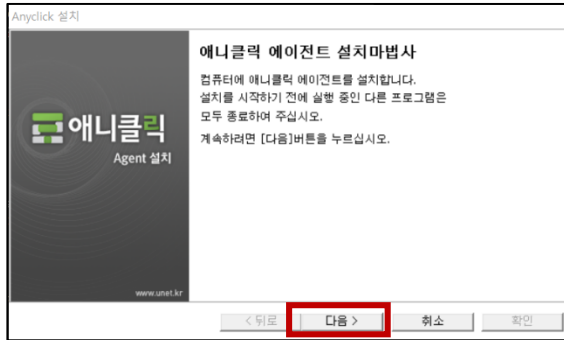 Anyclick 설치
애니클릭 에이전트 설치마법사
컴퓨터에 애니클릭 에이전트를 설치합니다.
설치를 시작하기 전에 실행 중인 다른 프로그램은
모두 종료하여 주십시오.
계속하려면 [다음]버튼을 누르십시오.
애니클릭
Agent 설치
www.unet.kr
< 뒤로
다음 >
취소
확인